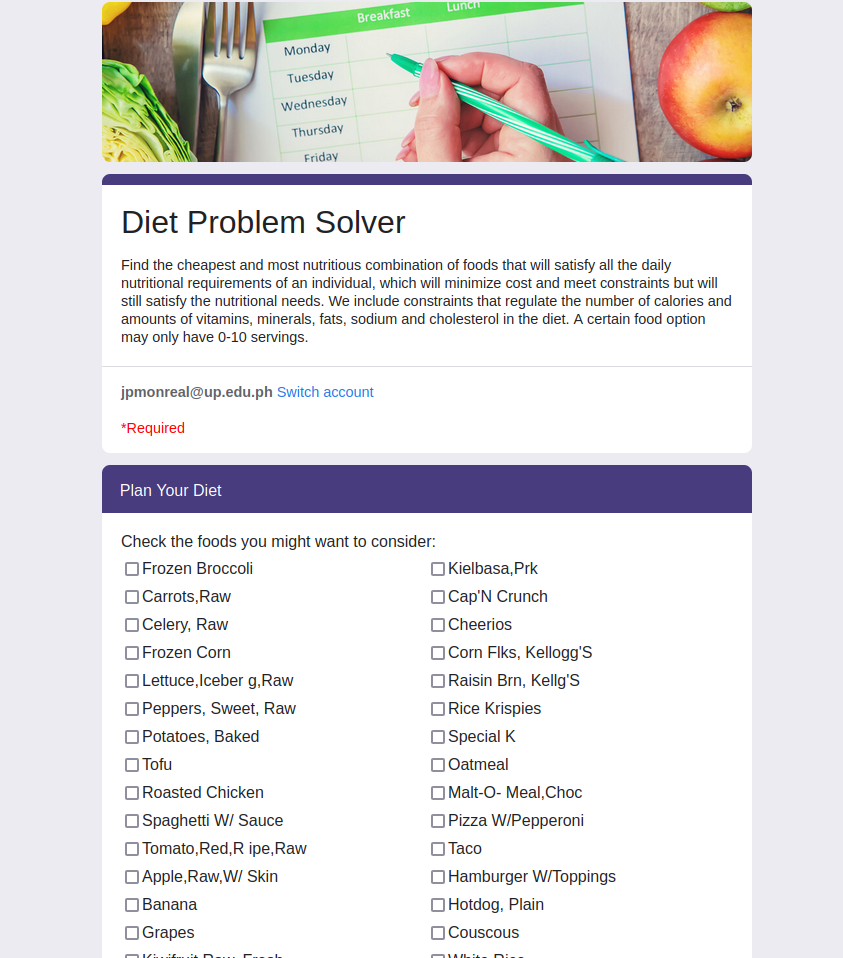 Breakfast
Lunch
Monday
Tuesday
Wednesday
Thursday
Friday
Diet Problem Solver
Find the cheapest and most nutritious combination of foods that will satisfy all the daily
nutritional requirements of an individual, which will minimize cost and meet constraints but will
still satisfy the nutritional needs. We include constraints that regulate the number of calories and
amounts of vitamins, minerals, fats, sodium and cholesterol in the diet. A certain food option
may only have 0-10 servings.
jpmonreal@up.edu.ph Switch account
*Required
Plan Your Diet
Check the foods you might want to consider:
Frozen Broccoli
Carrots,Raw
Celery, Raw
Frozen Corn
Lettuce,Iceber g,Raw
Peppers, Sweet, Raw
Potatoes, Baked
Tofu
Roasted Chicken
Spaghetti W/ Sauce
Tomato,Red,R ipe,Raw
Apple,Raw,W/ Skin
Banana
Grapes
Kiwifruit,Raw, Fresh
Kielbasa,Prk
Cap'N Crunch
Cheerios
Corn Flks, Kellogg'S
Raisin Brn, Kellg'S
Rice Krispies
Special K
Oatmeal
Malt-O- Meal,Choc
Pizza W/Pepperoni
Taco
Hamburger W/Toppings
Hotdog, Plain
Couscous
White Rice